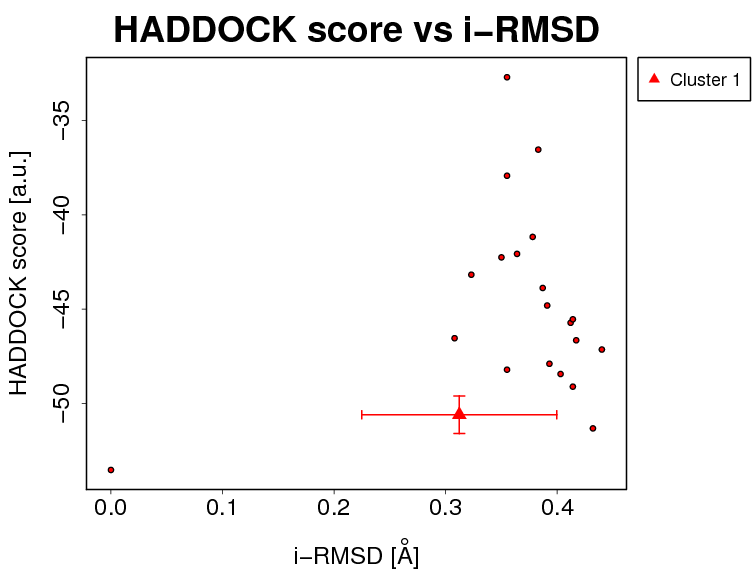 HADDOCK score vs i−RMSD
Cluster 1
HADDOCK score [a.u.]
−35
−40
−45
−50
0.0 0.1 0.2 0.3 0.4
i−RMSD [Å]